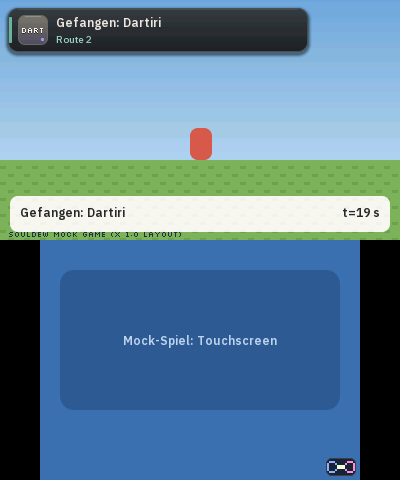 DART
Gefangen: Dartiri
Route 2
Gefangen: Dartiri t=19 s
SOULDEW MOCK GAME (X 1.0 LAYOUT)
Mock-Spiel: Touchscreen